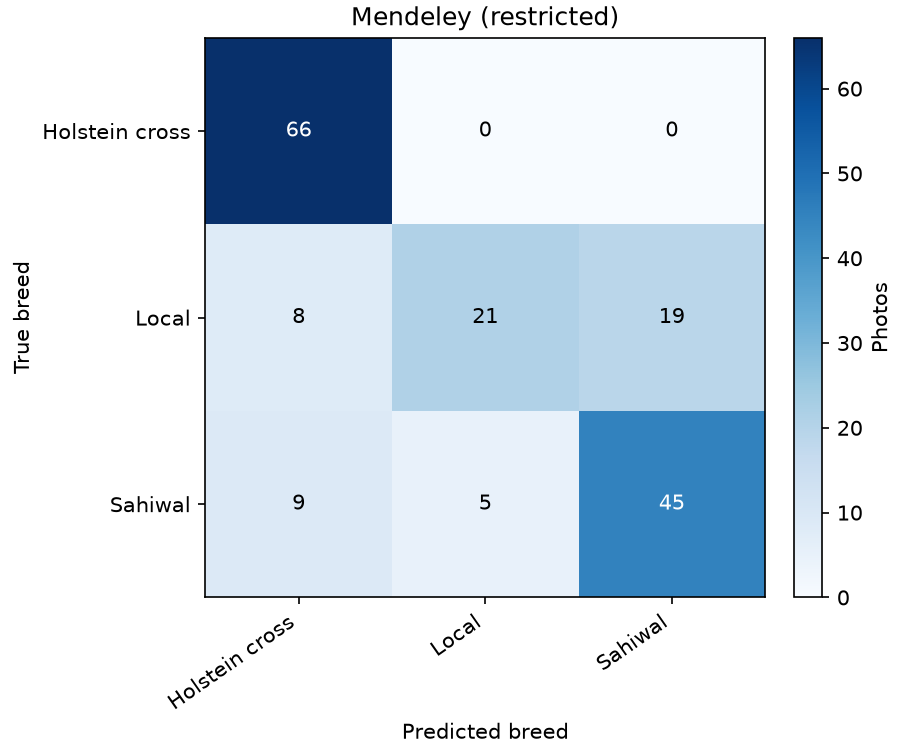 Mendeley (restricted)
Holstein cross
66
0
0
Local
8
21
19
Sahiwal
9
5
45
True breed
Holstein cross
Local
Sahiwal
Predicted breed
60
50
40
30
20
10
0
Photos